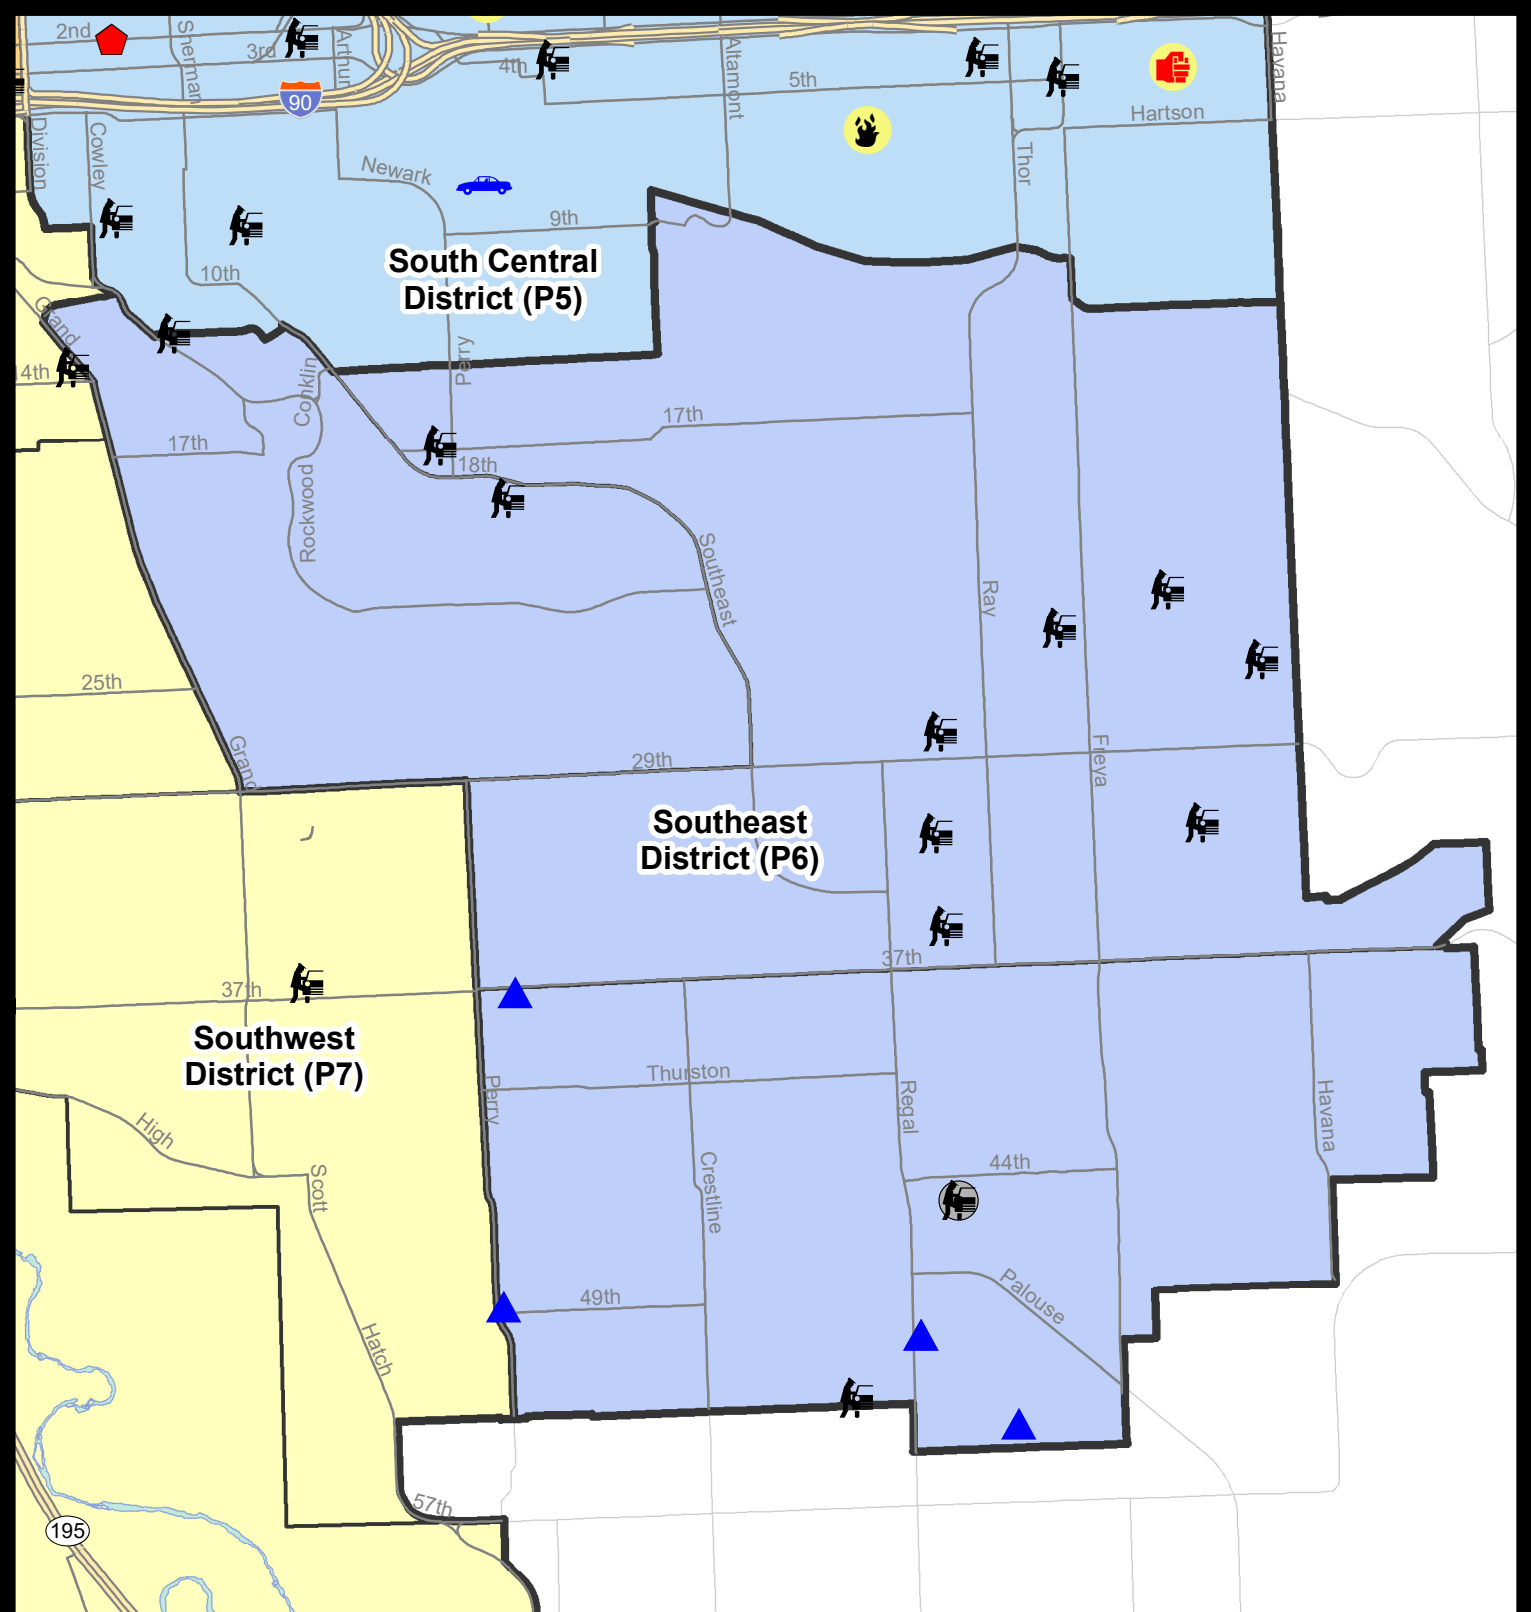 2nd
Sherman
3rd
Arthur
4th
Altamont
5th
Havana
90
Hartson
Division
Cowley
Newark
Thor
9th
South Central
District (P5)
10th
Grand
Perry
14th
Conklin
17th
17th
18th
Rockwood
Southeast
Ray
25th
Grand
29th
Freya
Southeast
District (P6)
37th
37th
Southwest
District (P7)
Thurston
Perry
Regal
Havana
High
Crestline
44th
Scott
Palouse
49th
Hatch
57th
195